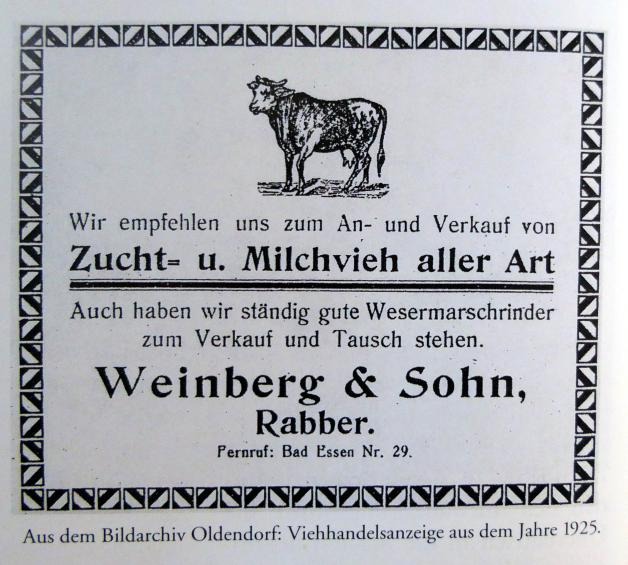 Wir empfehlen uns zum An- und Verkauf von
Zucht= u. Milchvieh aller Art
Auch haben wir ständig gute Wesermarschrinder
zum Verkauf und Tausch stehen.
Weinberg & Sohn,
Rabber.
Fernruf: Bad Essen Nr. 29.
Aus dem Bildarchiv Oldendorf: Viehhandelsanzeige aus dem Jahre 1925.